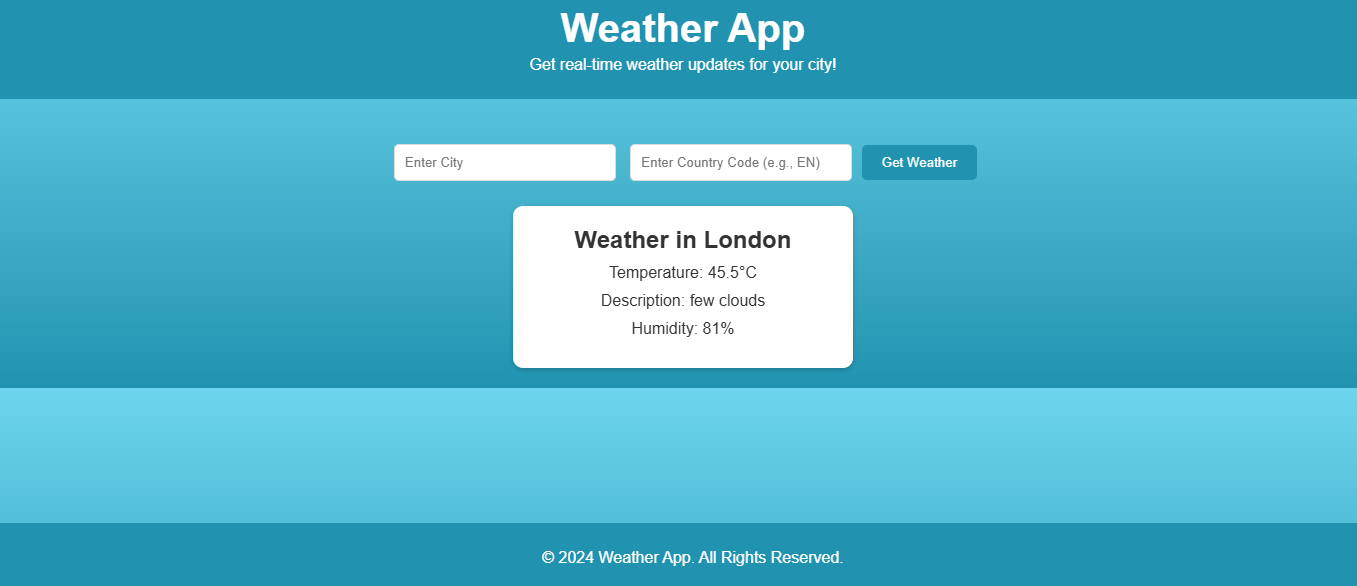 Weather App
Get real-time weather updates for your city!
Enter City
Enter Country Code (e.g., EN)
Get Weather
Weather in London
Temperature: 45.5°C
Description: few clouds
Humidity: 81%
© 2024 Weather App. All Rights Reserved.